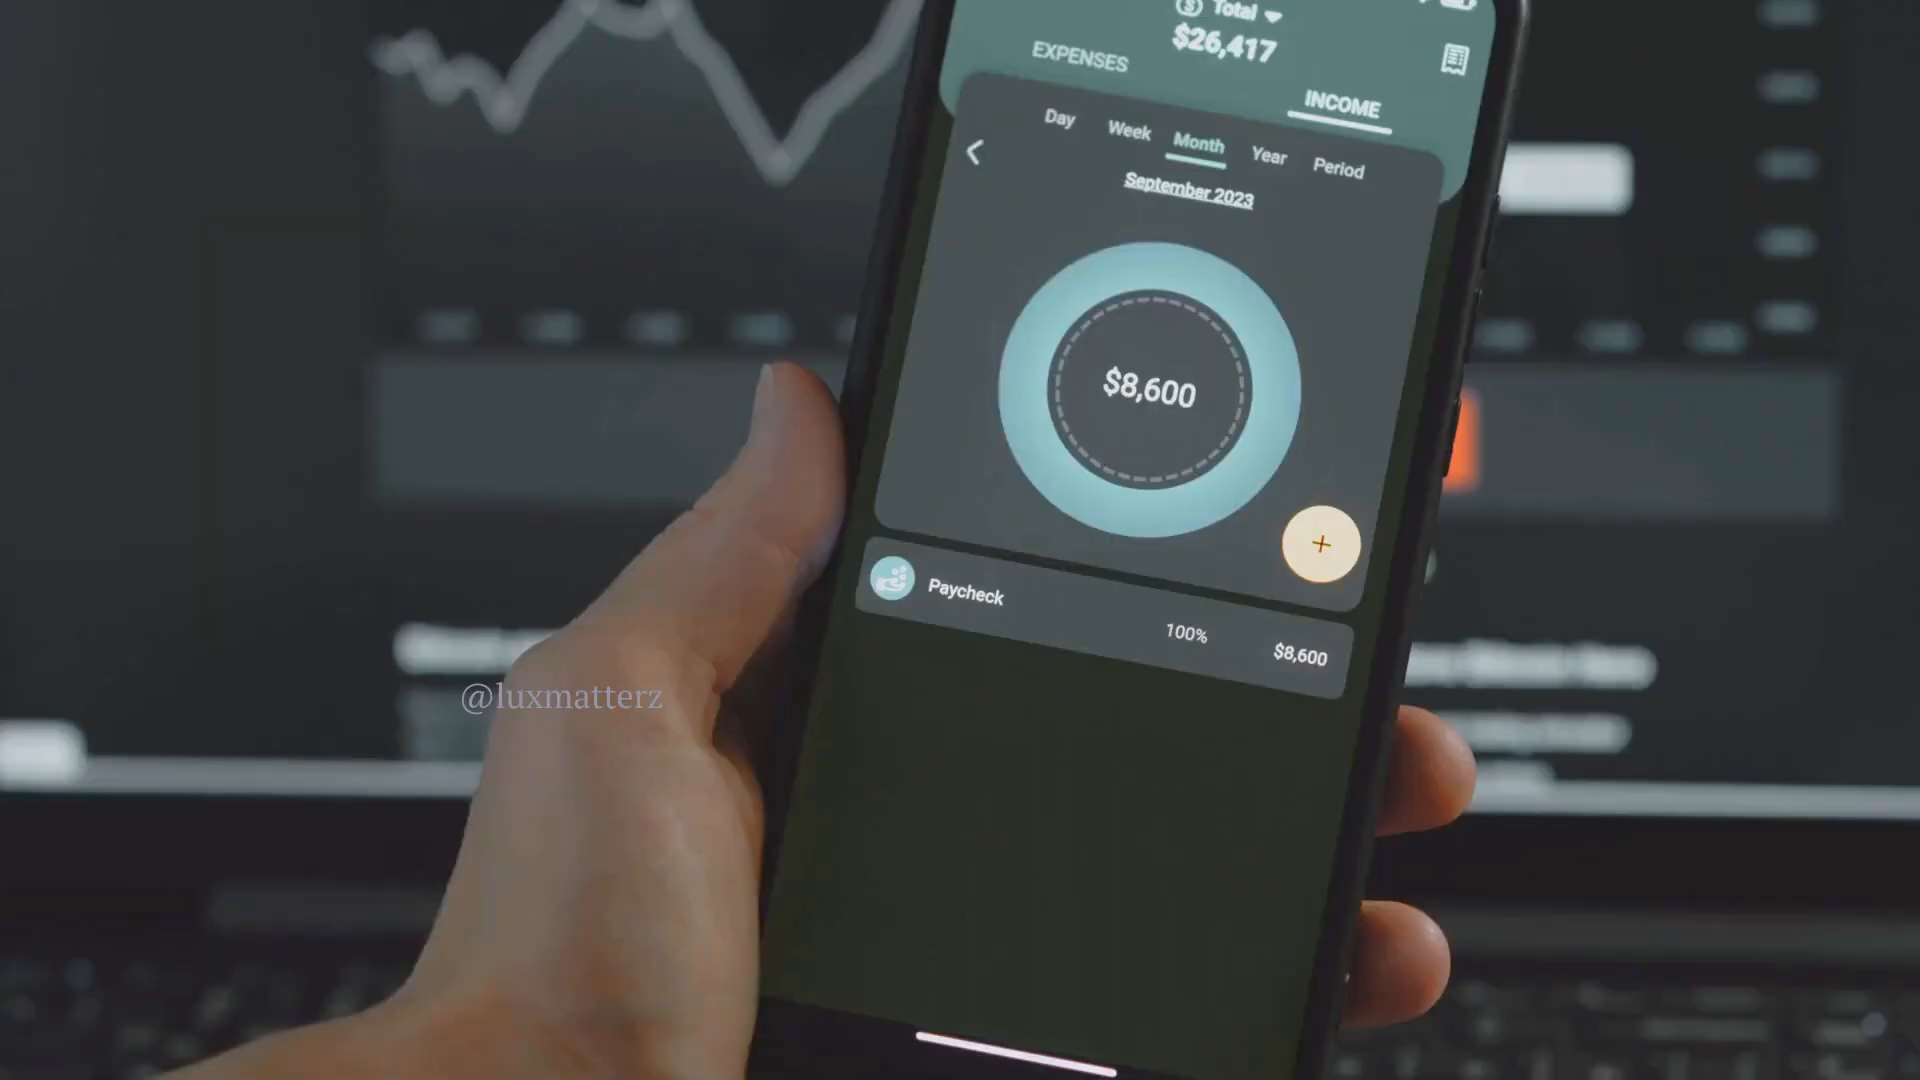 Total
$26,417
EXPENSES
INCOME
Day Week Month Year Period
September 2023
$8,600
+
Paycheck 100% $8,600
@luxmatterz